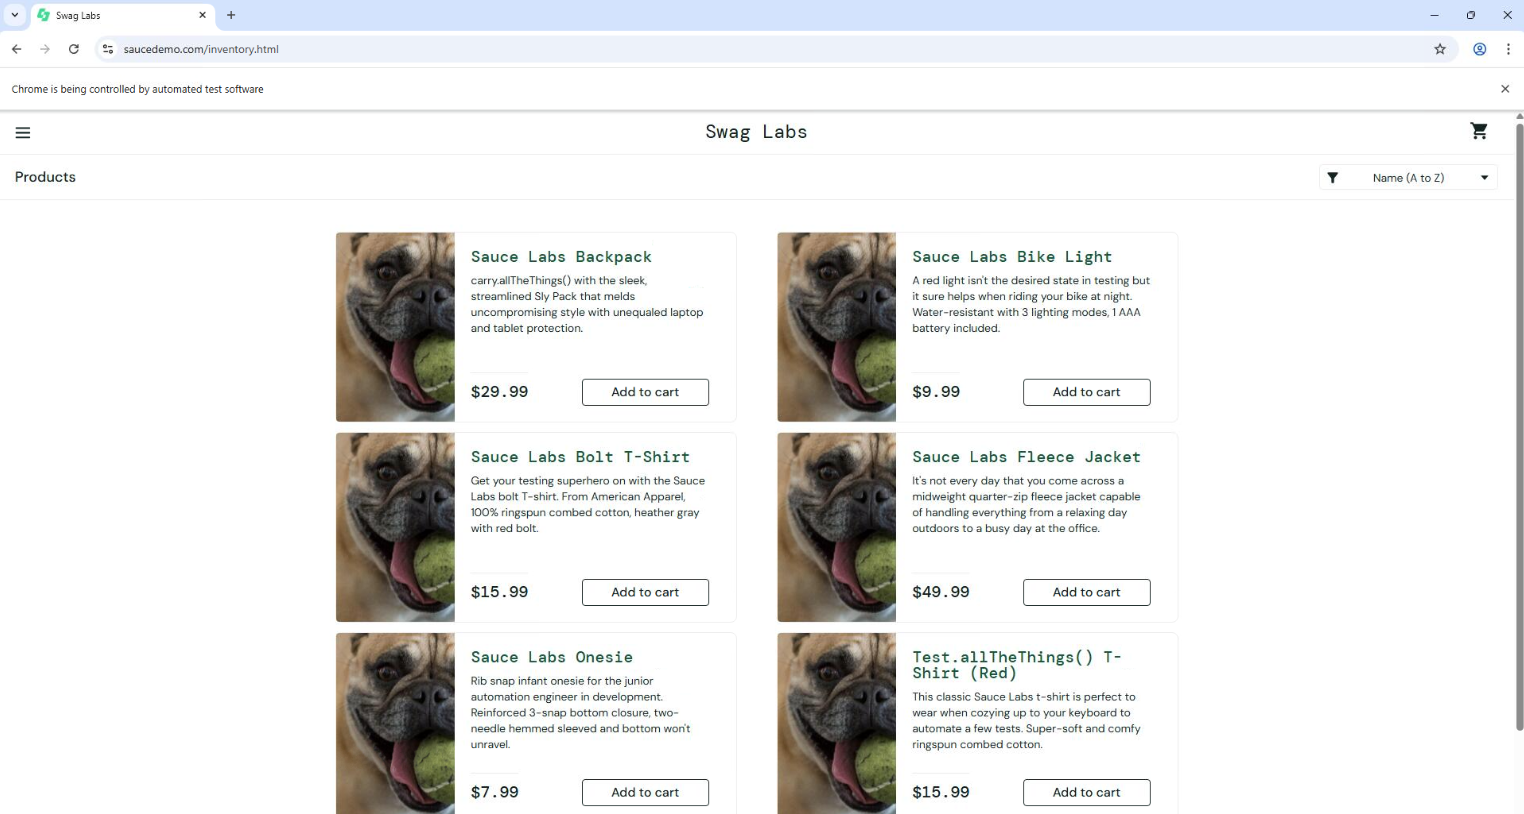 Swag Labs
saucedemo.com/inventory.html
Chrome is being controlled by automated test software
Swag Labs
Products
Name (A to Z)
Sauce Labs Backpack
carry.allTheThings() with the sleek,
streamlined Sly Pack that melds
uncompromising style with unequaled laptop
and tablet protection.
$29.99
Add to cart
Sauce Labs Bike Light
A red light isn't the desired state in testing but
it sure helps when riding your bike at night.
Water-resistant with 3 lighting modes, 1 AAA
battery included.
$9.99
Add to cart
Sauce Labs Bolt T-Shirt
Get your testing superhero on with the Sauce
Labs bolt T-shirt. From American Apparel,
100% ringspun combed cotton, heather gray
with red bolt.
$15.99
Add to cart
Sauce Labs Fleece Jacket
It's not every day that you come across a
midweight quarter-zip fleece jacket capable
of handling everything from a relaxing day
outdoors to a busy day at the office.
$49.99
Add to cart
Sauce Labs Onesie
Rib snap infant onesie for the junior
automation engineer in development.
Reinforced 3-snap bottom closure, two-
needle hemmed sleeved and bottom won't
unravel.
$7.99
Add to cart
Test.allTheThings() T-
Shirt (Red)
This classic Sauce Labs t-shirt is perfect to
wear when cozying up to your keyboard to
automate a few tests. Super-soft and comfy
ringspun combed cotton.
$15.99
Add to cart